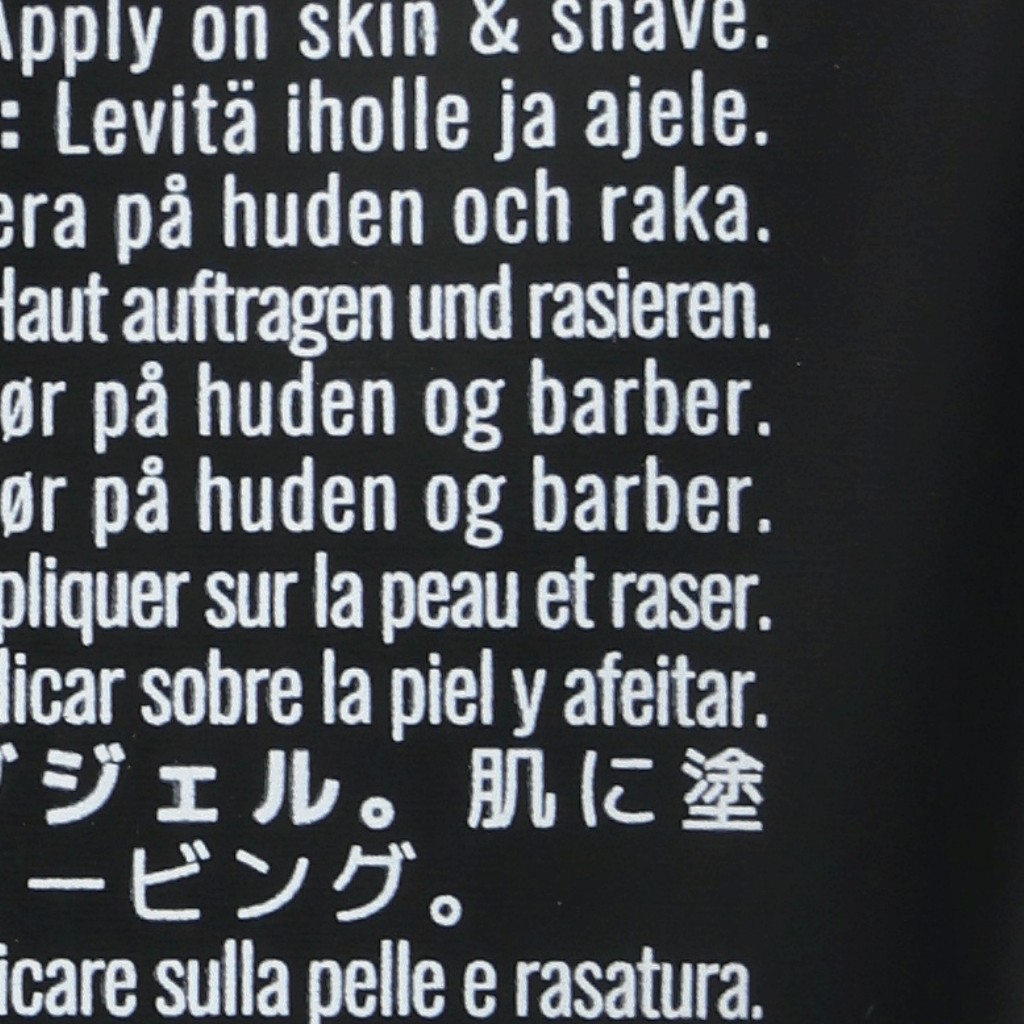 Apply on skin & shave.
: Levitä iholle ja ajele.
era på huden och raka.
Haut auftragen und rasieren.
ør på huden og barber.
ør på huden og barber.
pliquer sur la peau et raser.
licar sobre la piel y afeitar.
グジェル。肌に塗
ービング。
icare sulla pelle e rasatura.